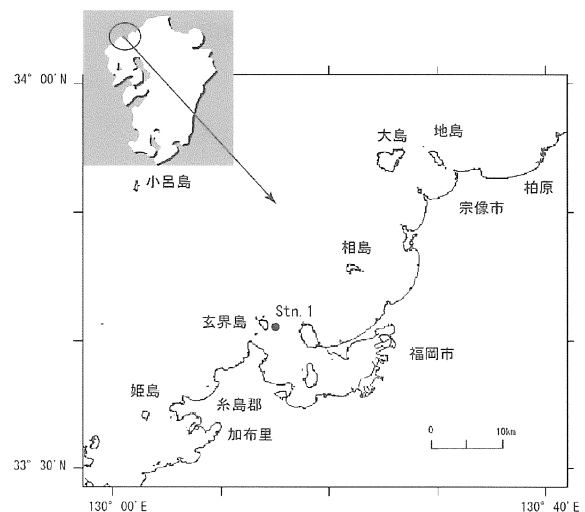 34° 00′N
大島
地島
小呂島
柏原
宗像市
相島
Stn.1
玄界島
福岡市
姫島
糸島郡
加布里
0
10km
33° 30′N
130° 00′E
130° 40′E